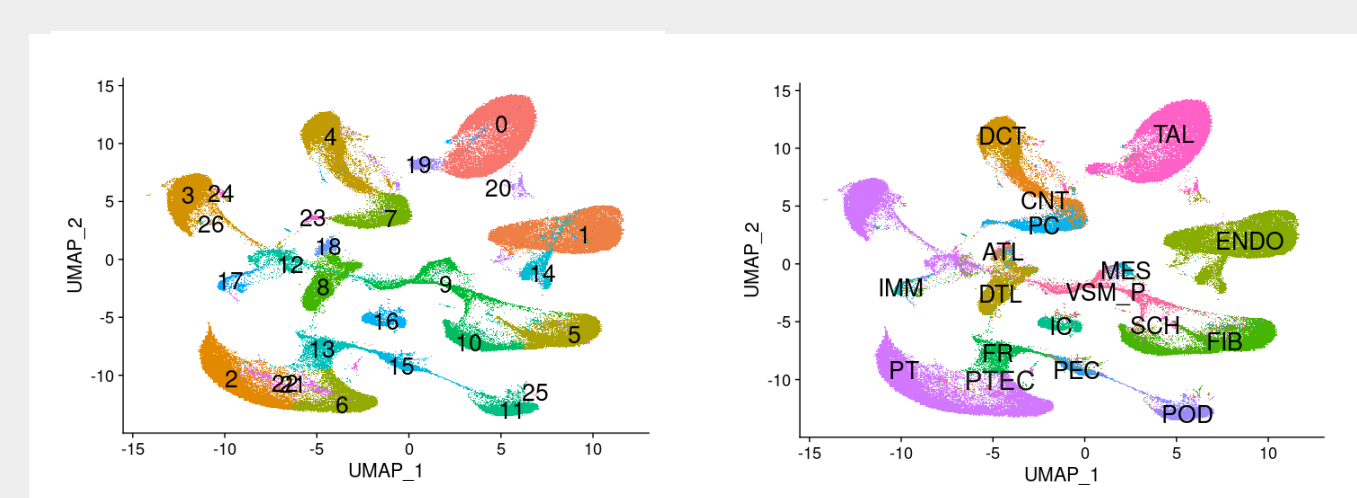 15
10
5
0
-5
-10
UMAP_2
-15
-10
-5
0
5
10
UMAP_1
0
4
19
20
3
24
26
23
7
1
18
12
17
8
14
9
16
10
5
13
15
2
22
21
6
25
11
15
10
5
0
-5
-10
UMAP_2
-15
-10
-5
0
5
10
UMAP_1
DCT
TAL
CNT
PC
ENDO
ATL
MES
IMM
DTL
VSM_P
IC
SCH
FIB
FR
PT
PTEC
PEC
POD